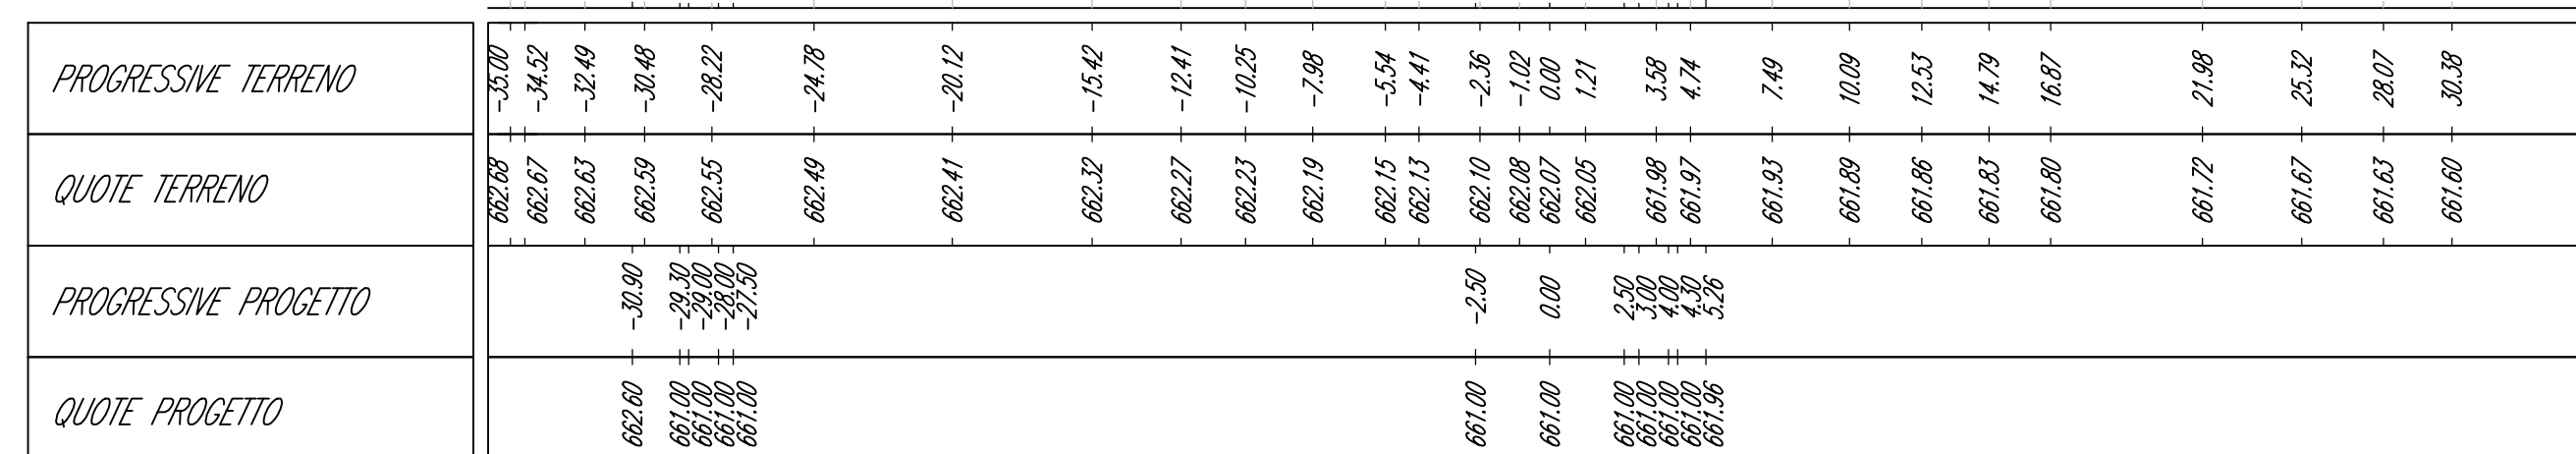 PROGRESSIVE TERRENO -35.00 -34.52 -32.49 -30.48 -28.22 -24.78 -20.12 -15.42 -12.41 -10.25 -7.98 -5.54 -4.41 -2.36 -1.02 0.00 1.21 3.58 4.74 7.49 10.09 12.53 14.79 16.87 21.98 25.32 28.07 30.38
QUOTE TERRENO 662.68 662.67 662.63 662.59 662.55 662.49 662.41 662.32 662.27 662.23 662.19 662.15 662.13 662.10 662.08 662.07 662.05 661.98 661.97 661.93 661.89 661.86 661.83 661.80 661.72 661.67 661.63 661.60
PROGRESSIVE PROGETTO -30.90 -29.30 -29.00 -28.00 -27.50 -2.50 0.00 2.50 3.00 4.00 4.30 5.26
QUOTE PROGETTO 662.60 661.00 661.00 661.00 661.00 661.00 661.00 661.00 661.00 661.00 661.00 661.96